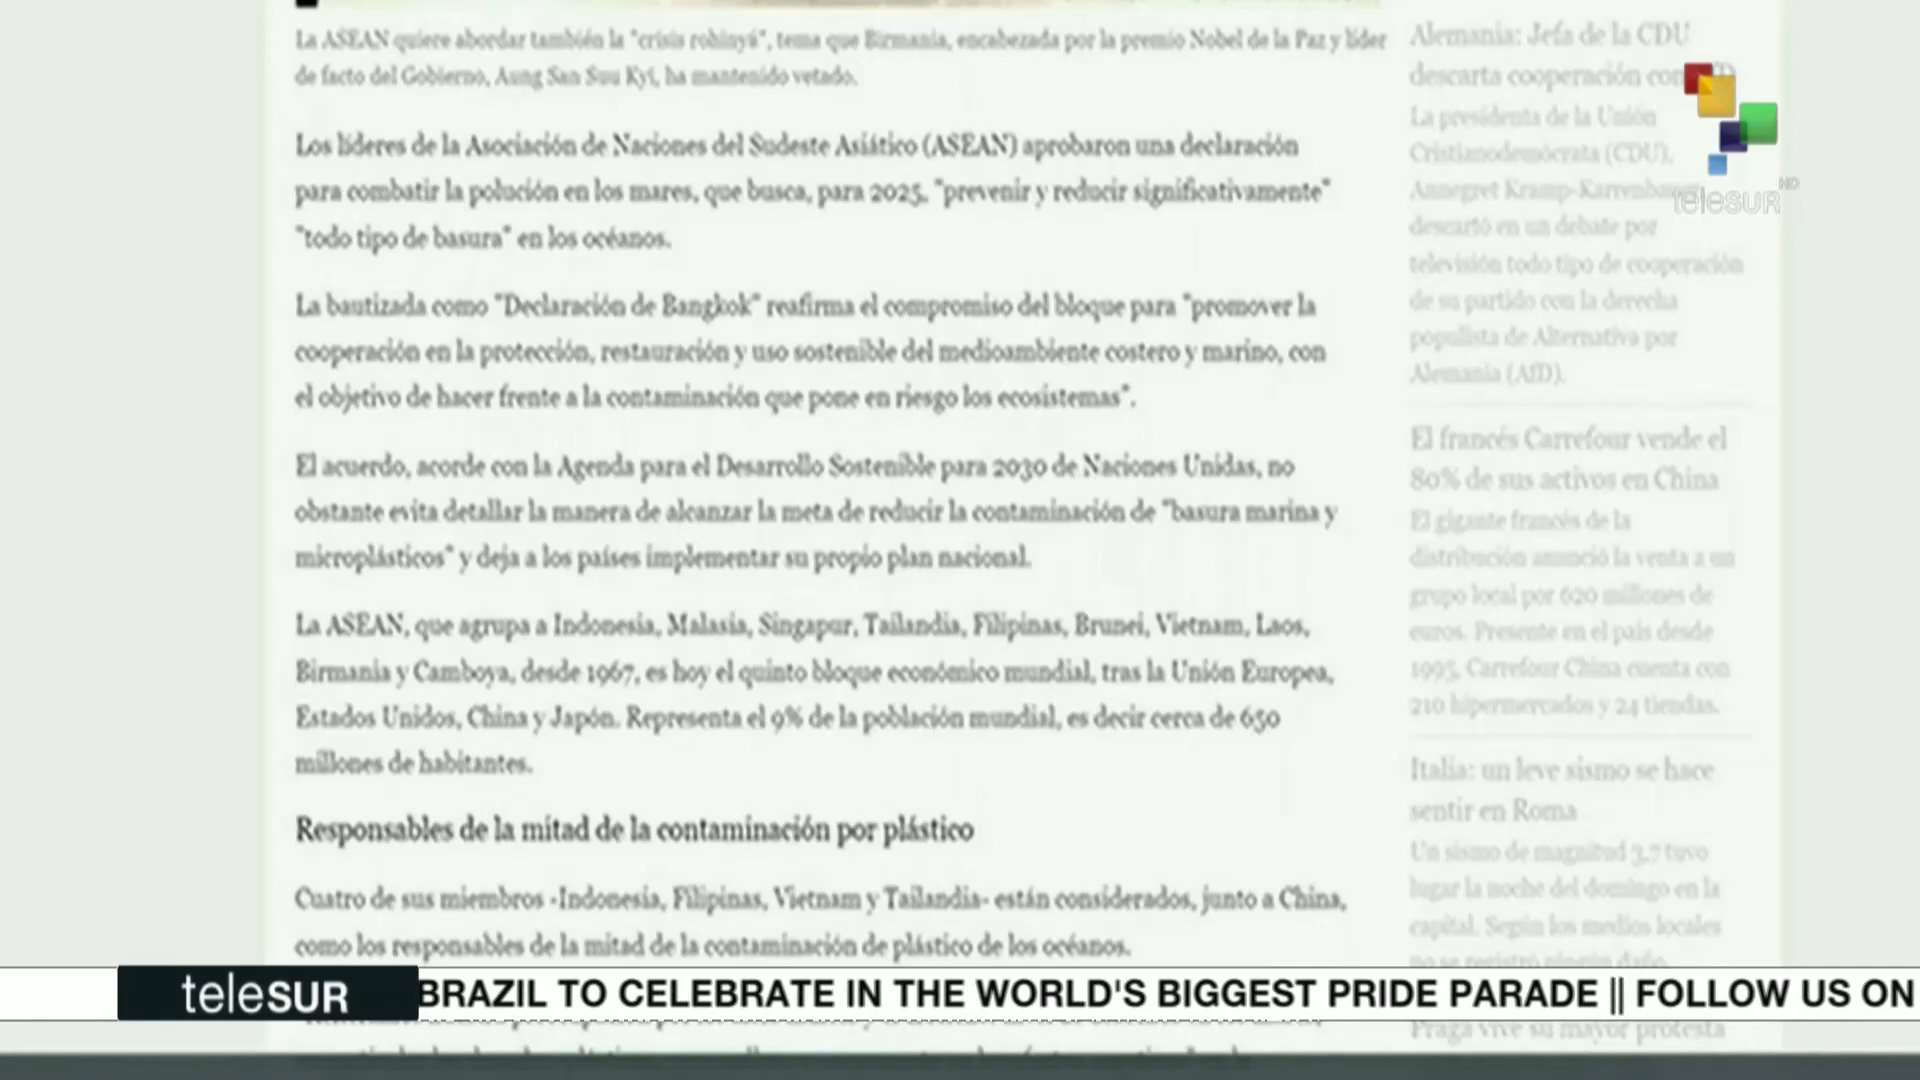 La ASEAN quiere abordar también la "crisis rohinyá", tema que Birmania, encabezada por la premio Nobel de la Paz y líder
de facto del Gobierno, Aung San Suu Kyi, ha mantenido vetado.
Los líderes de la Asociación de Naciones del Sudeste Asiático (ASEAN) aprobaron una declaración
para combatir la polución en los mares, que busca, para 2025, "prevenir y reducir significativamente"
"todo tipo de basura" en los océanos.
La bautizada como "Declaración de Bangkok" reafirma el compromiso del bloque para "promover la
cooperación en la protección, restauración y uso sostenible del medioambiente costero y marino, con
el objetivo de hacer frente a la contaminación que pone en riesgo los ecosistemas".
El acuerdo, acorde con la Agenda para el Desarrollo Sostenible para 2030 de Naciones Unidas, no
obstante evita detallar la manera de alcanzar la meta de reducir la contaminación de "basura marina y
microplásticos" y deja a los países implementar su propio plan nacional.
La ASEAN, que agrupa a Indonesia, Malasia, Singapur, Tailandia, Filipinas, Brunei, Vietnam, Laos,
Birmania y Camboya, desde 1967, es hoy el quinto bloque económico mundial, tras la Unión Europea,
Estados Unidos, China y Japón. Representa el 9% de la población mundial, es decir cerca de 650
millones de habitantes.
Responsables de la mitad de la contaminación por plástico
Cuatro de sus miembros -Indonesia, Filipinas, Vietnam y Tailandia- están considerados, junto a China,
como los responsables de la mitad de la contaminación de plástico de los océanos.
Alemania: Jefa de la CDU
descarta cooperación con
La presidenta de la Unión
Cristianodemócrata (CDU),
Annegret Kramp-Karrenbauer
descartó en un debate por
televisión todo tipo de cooperación
de su partido con la derecha
populista de Alternativa por
Alemania (AfD).
El francés Carrefour vende el
80% de sus activos en China
El gigante francés de la
distribución anunció la venta a un
grupo local por 620 millones de
euros. Presente en el país desde
1995, Carrefour China cuenta con
210 hipermercados y 24 tiendas.
Italia: un leve sismo se hace
sentir en Roma
Un sismo de magnitud 3,7 tuvo
lugar la noche del domingo en la
capital. Según los medios locales
no se registró ningún daño.
Praga vive su mayor protesta
teleSUR HD
teleSUR BRAZIL TO CELEBRATE IN THE WORLD'S BIGGEST PRIDE PARADE || FOLLOW US ON